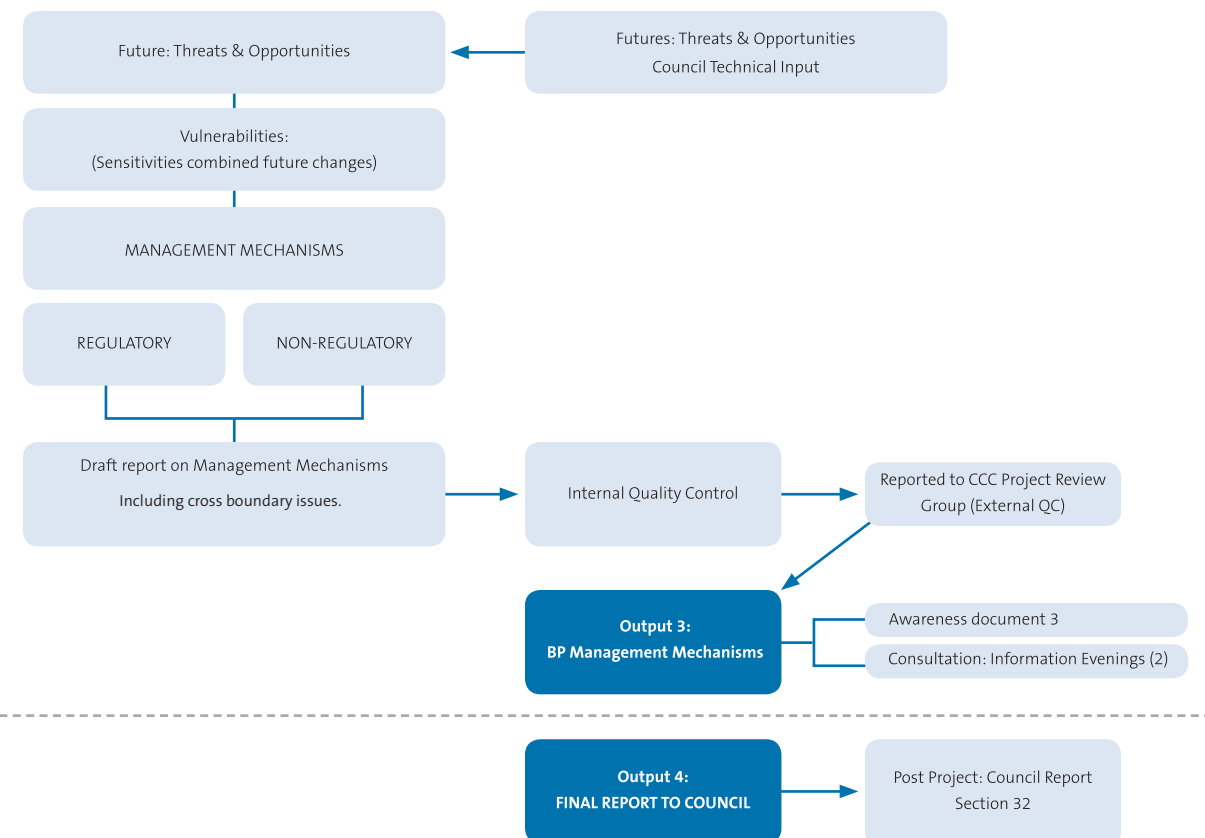 Future: Threats & Opportunities
Futures: Threats & Opportunities
Council Technical Input
Vulnerabilities:
(Sensitivities combined future changes)
MANAGEMENT MECHANISMS
REGULATORY
NON-REGULATORY
Draft report on Management Mechanisms
Including cross boundary issues.
Internal Quality Control
Reported to CCC Project Review
Group (External QC)
Output 3:
BP Management Mechanisms
Awareness document 3
Consultation: Information Evenings (2)
Output 4:
FINAL REPORT TO COUNCIL
Post Project: Council Report
Section 32